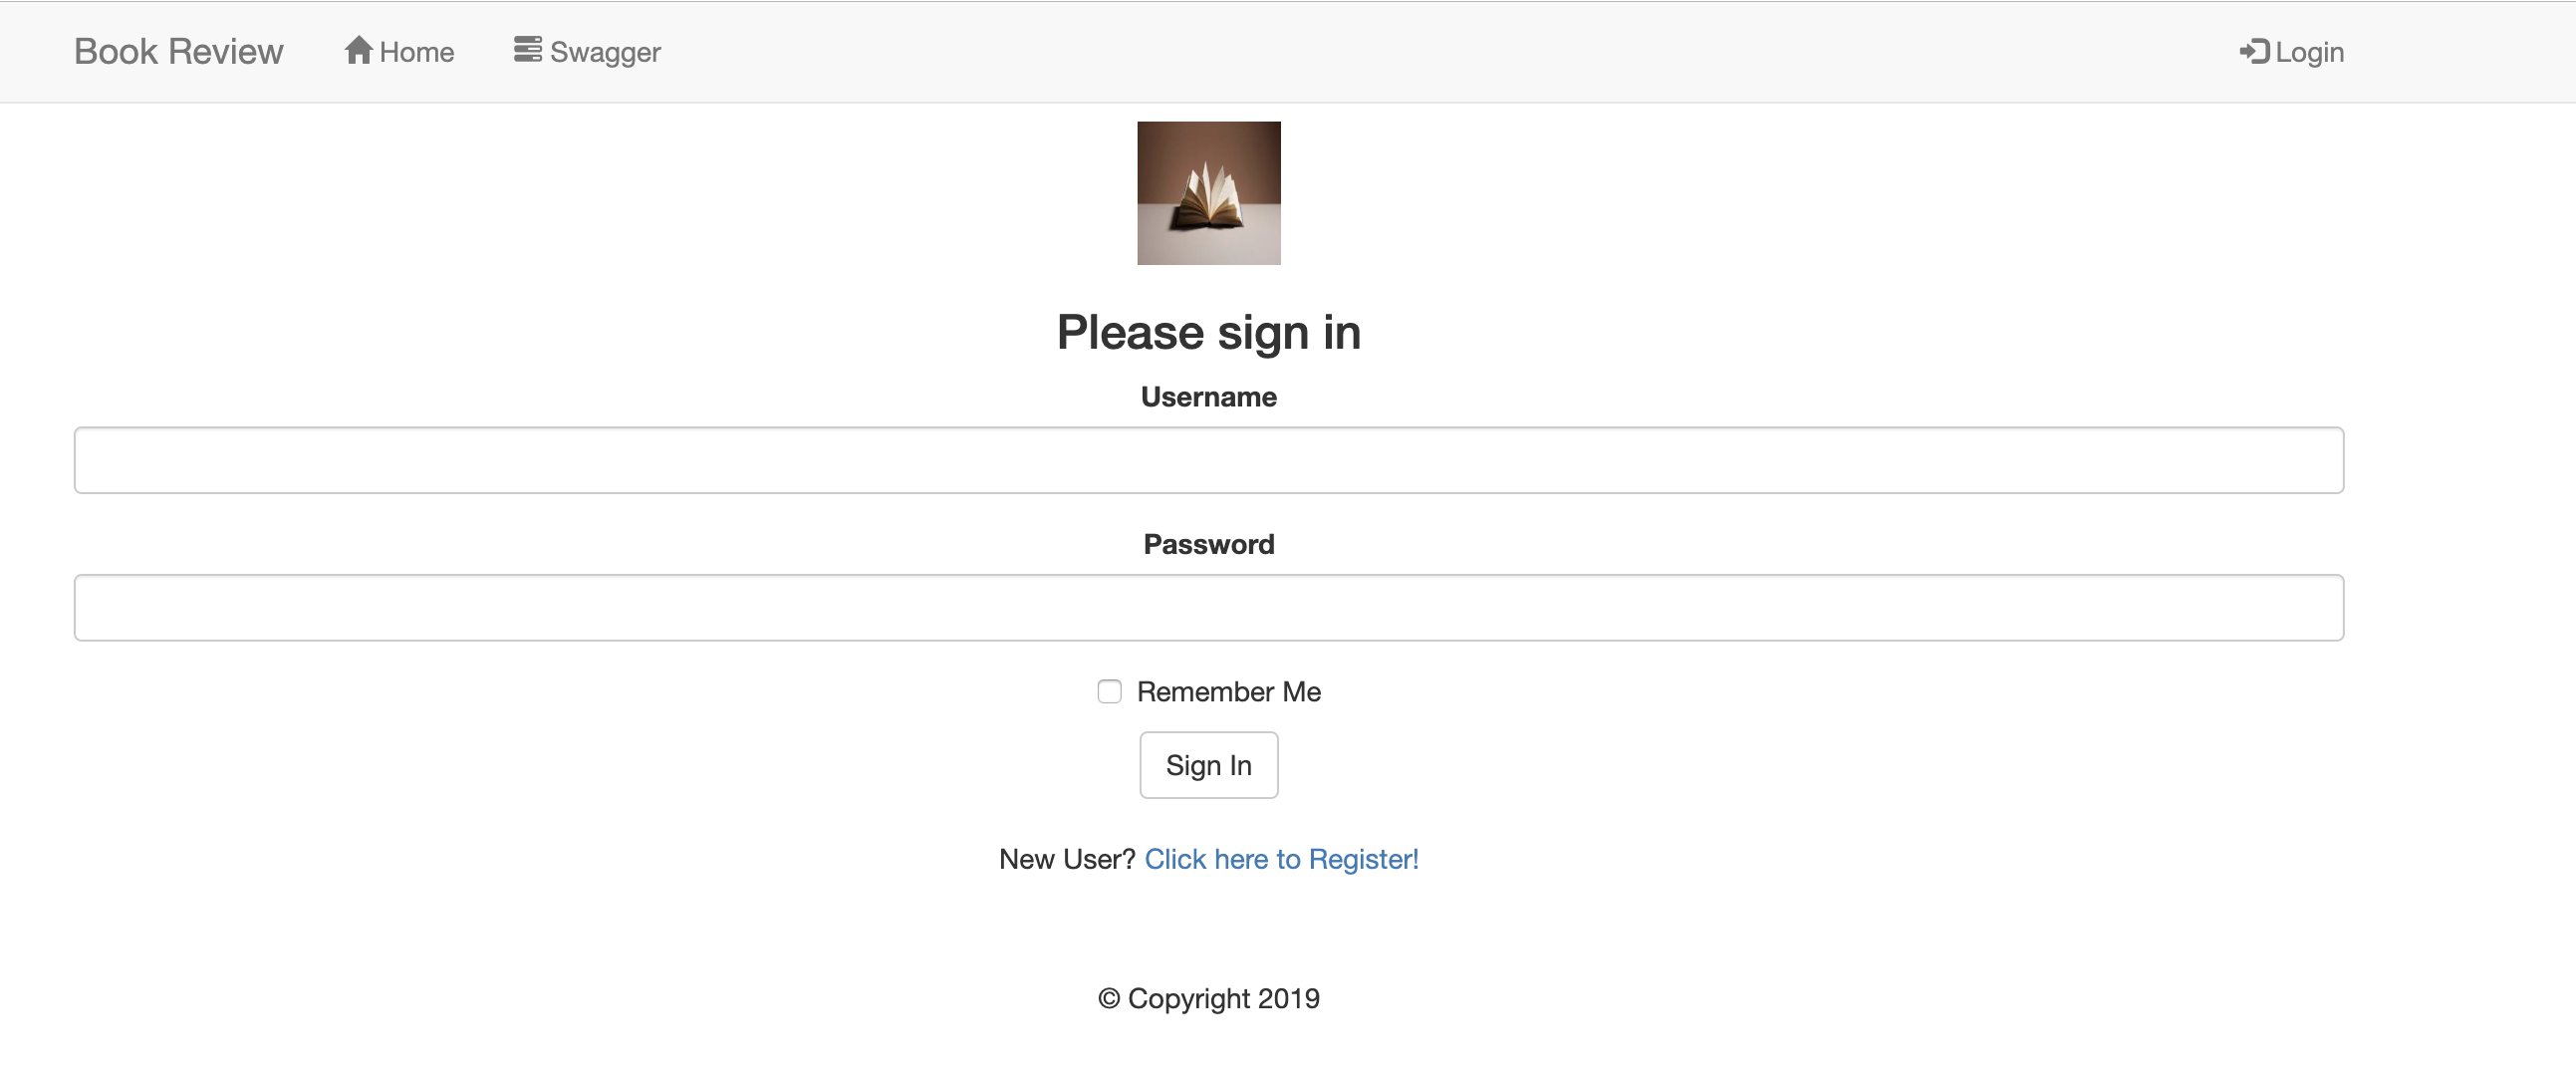 Book Review Home Swagger Login
Please sign in
Username
Password
Remember Me
Sign In
New User? Click here to Register!
© Copyright 2019